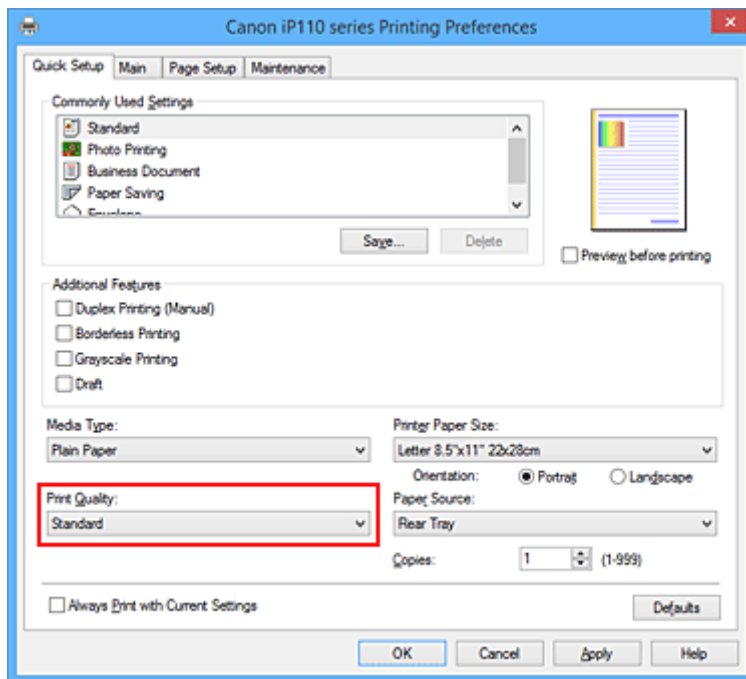 Canon iP110 series Printing Preferences
Quick Setup Main Page Setup Maintenance
Commonly Used Settings
Standard
Photo Printing
Business Document
Paper Saving
Envelope
Save... Delete
Preview before printing
Additional Features
Duplex Printing (Manual)
Borderless Printing
Grayscale Printing
Draft
Media Type:
Plain Paper
Printer Paper Size:
Letter 8.5"x11" 22x28cm
Orientation: Portrait Landscape
Print Quality:
Standard
Paper Source:
Rear Tray
Copies: 1 (1-999)
Always Print with Current Settings
Defaults
OK Cancel Apply Help